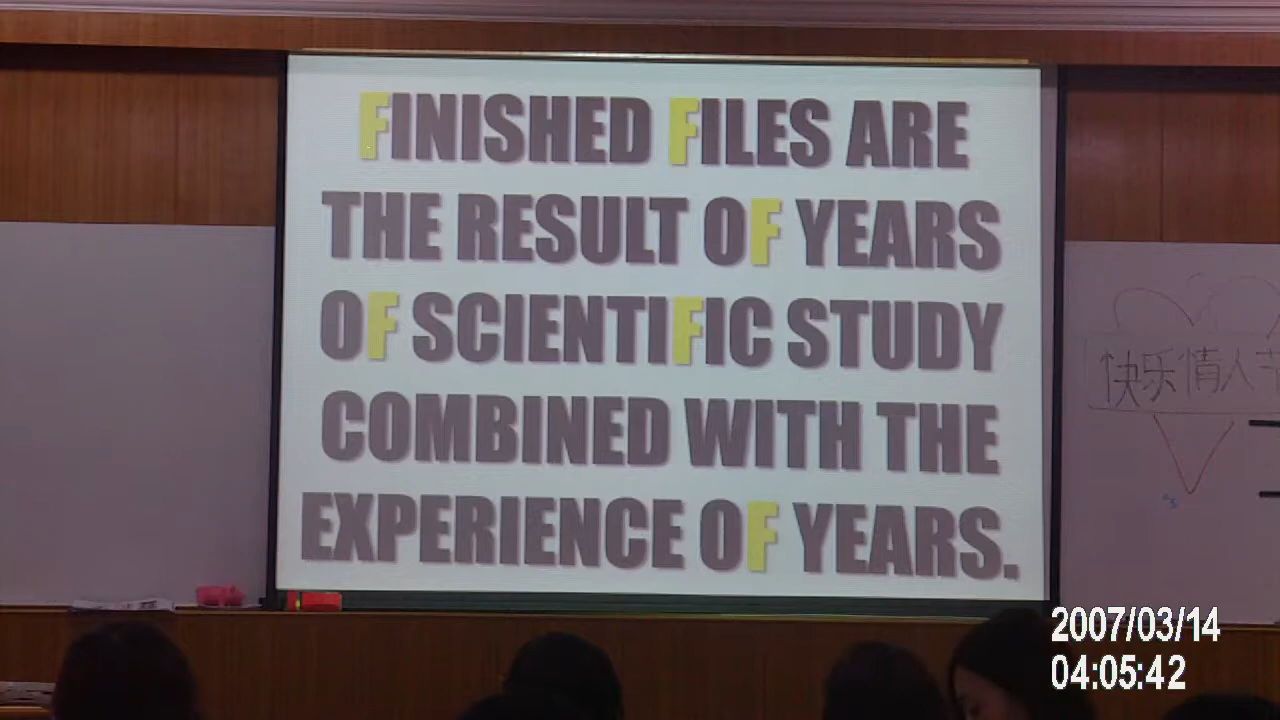 FINISHED FILES ARE
THE RESULT OF YEARS
OF SCIENTIFIC STUDY
COMBINED WITH THE
EXPERIENCE OF YEARS.
快乐情人节
2007/03/14
04:05:42